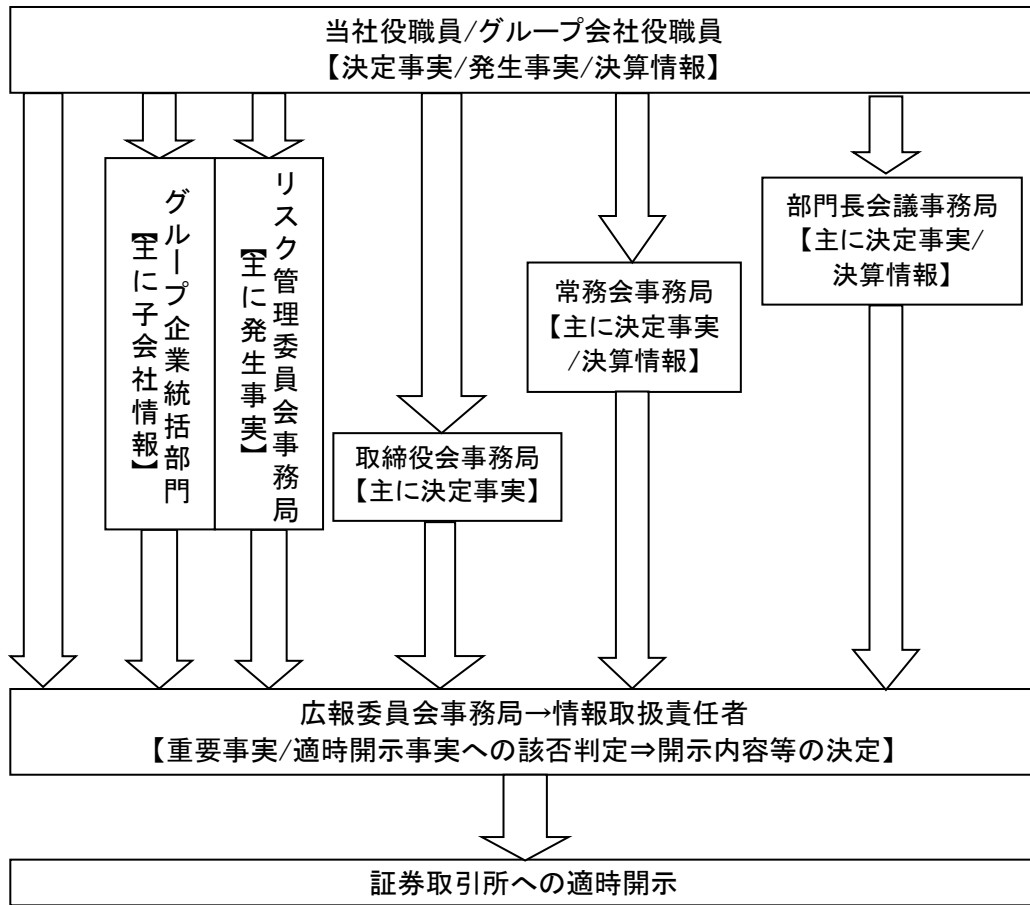 当社役職員/グループ会社役職員
【決定事実/発生事実/決算情報】
グループ企業統括部門
【主に子会社情報】
リスク管理委員会事務局
【主に発生事実】
取締役会事務局
【主に決定事実】
常務会事務局
【主に決定事実
/決算情報】
部門長会議事務局
【主に決定事実/
決算情報】
広報委員会事務局→情報取扱責任者
【重要事実/適時開示事実への該否判定⇒開示内容等の決定】
証券取引所への適時開示